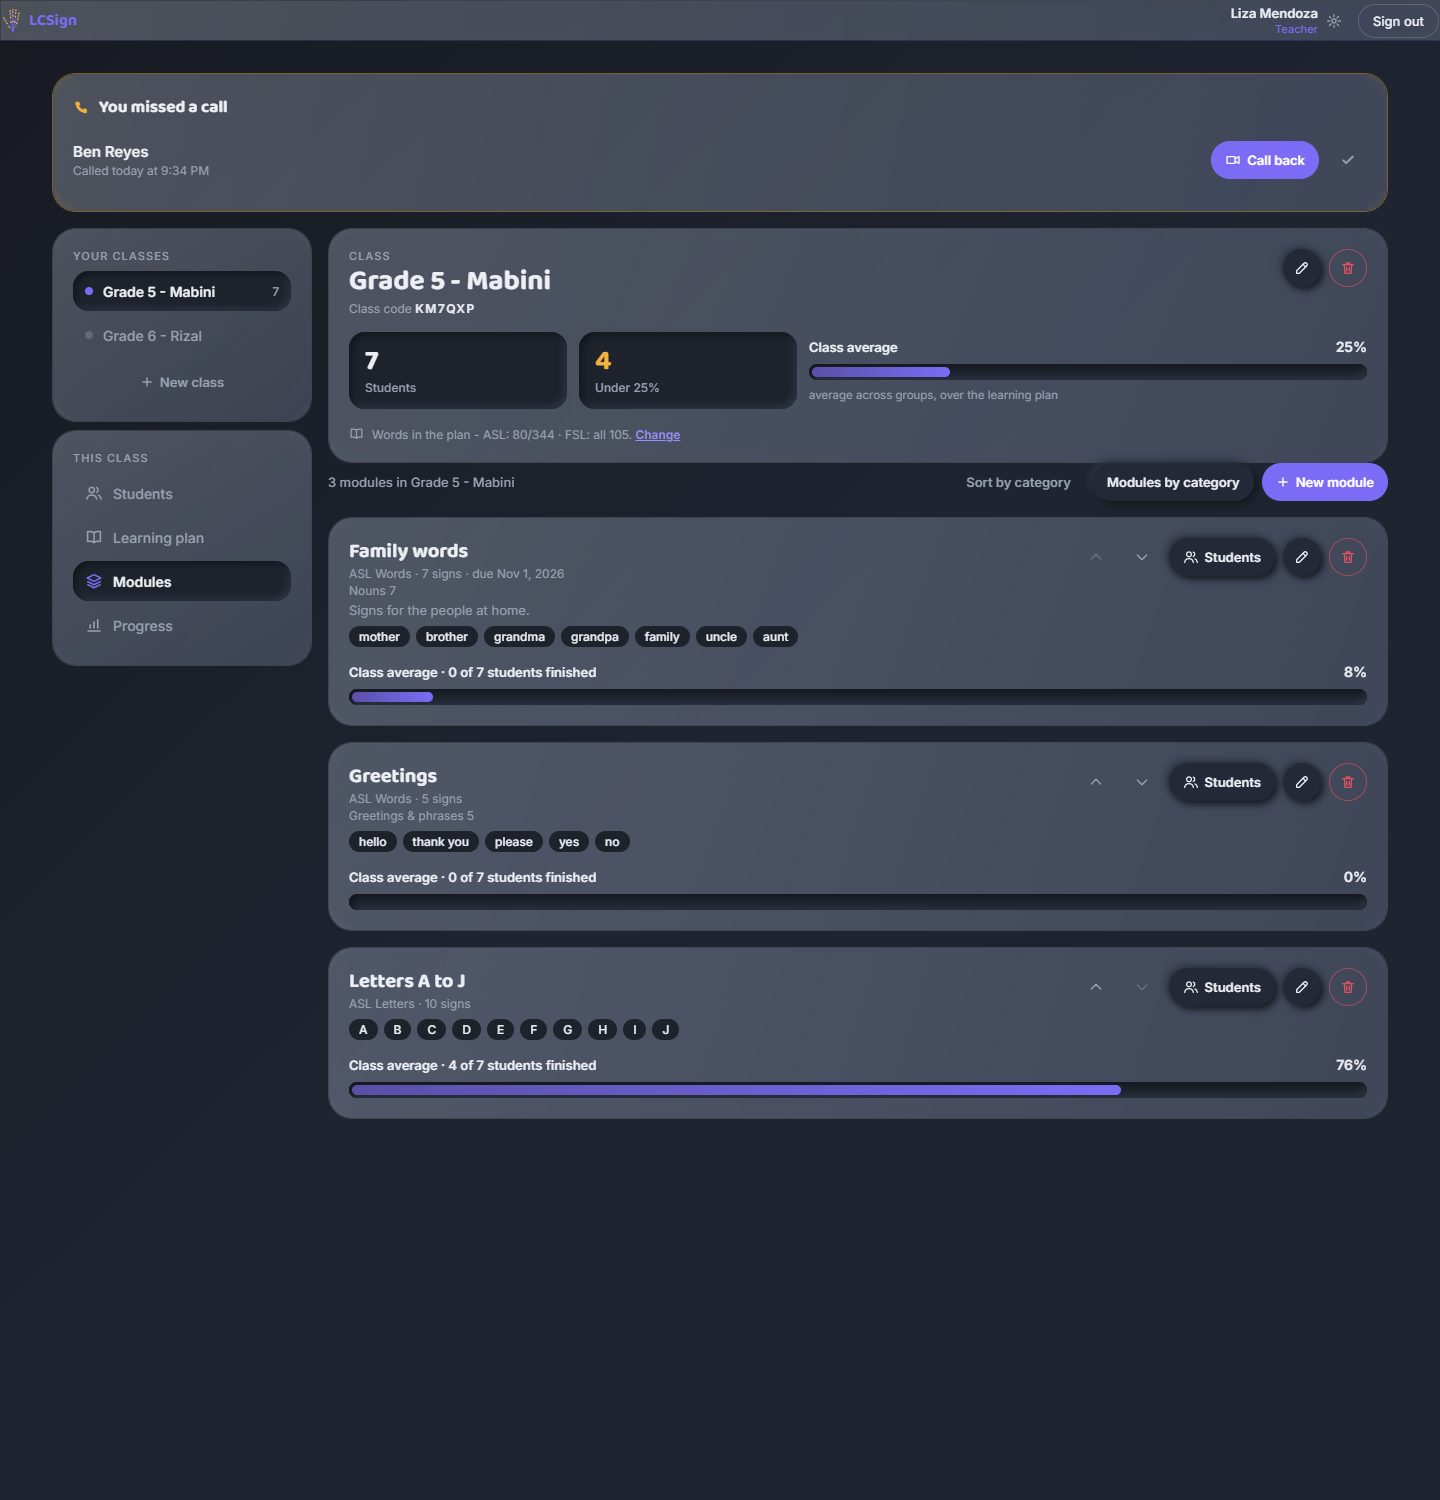 LCSign
Liza Mendoza
Teacher
Sign out
You missed a call
Ben Reyes
Called today at 9:34 PM
Call back
YOUR CLASSES
Grade 5 - Mabini 7
Grade 6 - Rizal
+ New class
THIS CLASS
Students
Learning plan
Modules
Progress
CLASS
Grade 5 - Mabini
Class code KM7QXP
7
Students
4
Under 25%
Class average 25%
average across groups, over the learning plan
Words in the plan - ASL: 80/344 · FSL: all 105. Change
3 modules in Grade 5 - Mabini
Sort by category
Modules by category
+ New module
Family words
Students
ASL Words · 7 signs · due Nov 1, 2026
Nouns 7
Signs for the people at home.
mother brother grandma grandpa family uncle aunt
Class average · 0 of 7 students finished 8%
Greetings
Students
ASL Words · 5 signs
Greetings & phrases 5
hello thank you please yes no
Class average · 0 of 7 students finished 0%
Letters A to J
Students
ASL Letters · 10 signs
A B C D E F G H I J
Class average · 4 of 7 students finished 76%